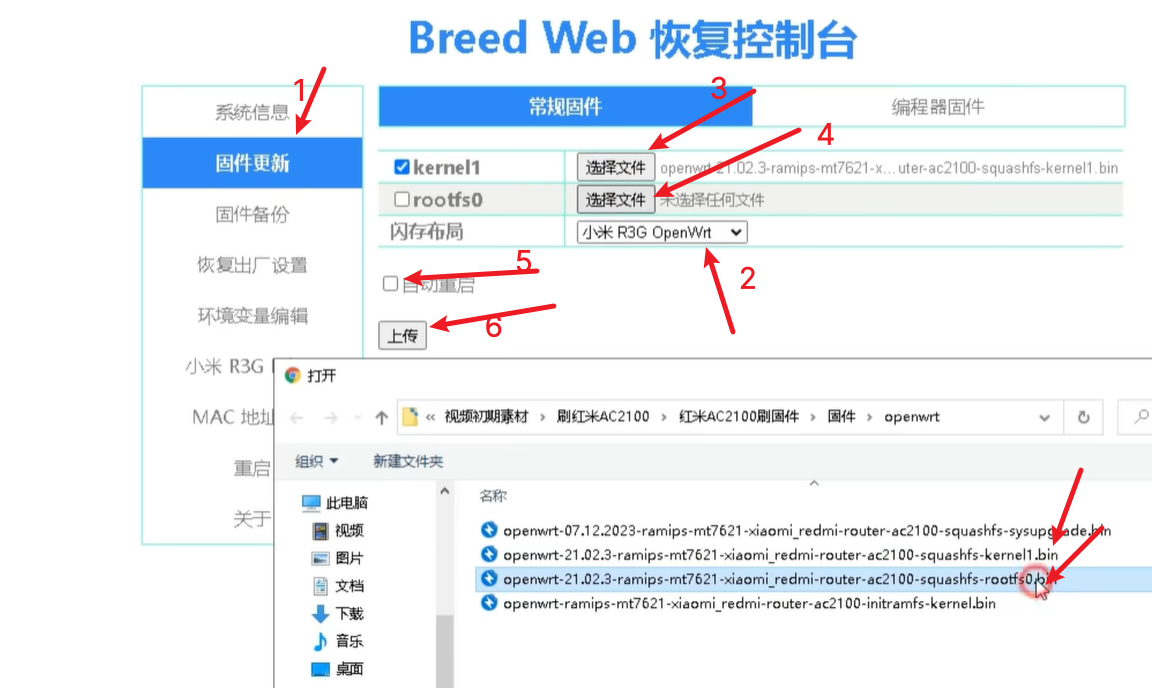 Breed Web 恢复控制台
1
系统信息
固件更新
固件备份
恢复出厂设置
环境变量编辑
小米 R3G
MAC 地址
重启
关于
常规固件
编程器固件
3
4
kernel1 选择文件 openwrt-21.02.3-ramips-mt7621-x...uter-ac2100-squashfs-kernel1.bin
rootfs0 选择文件 未选择任何文件
闪存布局 小米 R3G OpenWrt
2
5
自动重启
6
上传
打开
« 视频初期素材 › 刷红米AC2100 › 红米AC2100刷固件 › 固件 › openwrt
组织 新建文件夹
此电脑
视频
图片
文档
下载
音乐
桌面
名称
openwrt-07.12.2023-ramips-mt7621-xiaomi_redmi-router-ac2100-squashfs-sysupgrade.bin
openwrt-21.02.3-ramips-mt7621-xiaomi_redmi-router-ac2100-squashfs-kernel1.bin
openwrt-21.02.3-ramips-mt7621-xiaomi_redmi-router-ac2100-squashfs-rootfs0.bin
openwrt-ramips-mt7621-xiaomi_redmi-router-ac2100-initramfs-kernel.bin